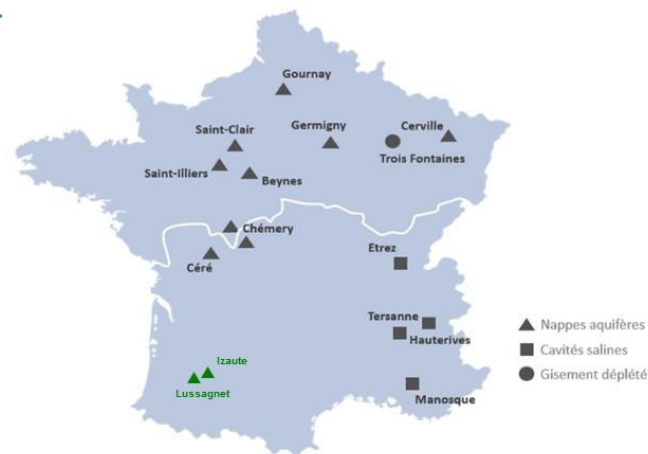 Gournay
Saint-Clair
Germigny
Cerville
Trois Fontaines
Saint-Illiers
Beynes
Chémery
Céré
Etrez
Tersanne
Hauterives
Izaute
Lussagnet
Manosque
Nappes aquifères
Cavités salines
Gisement déplété